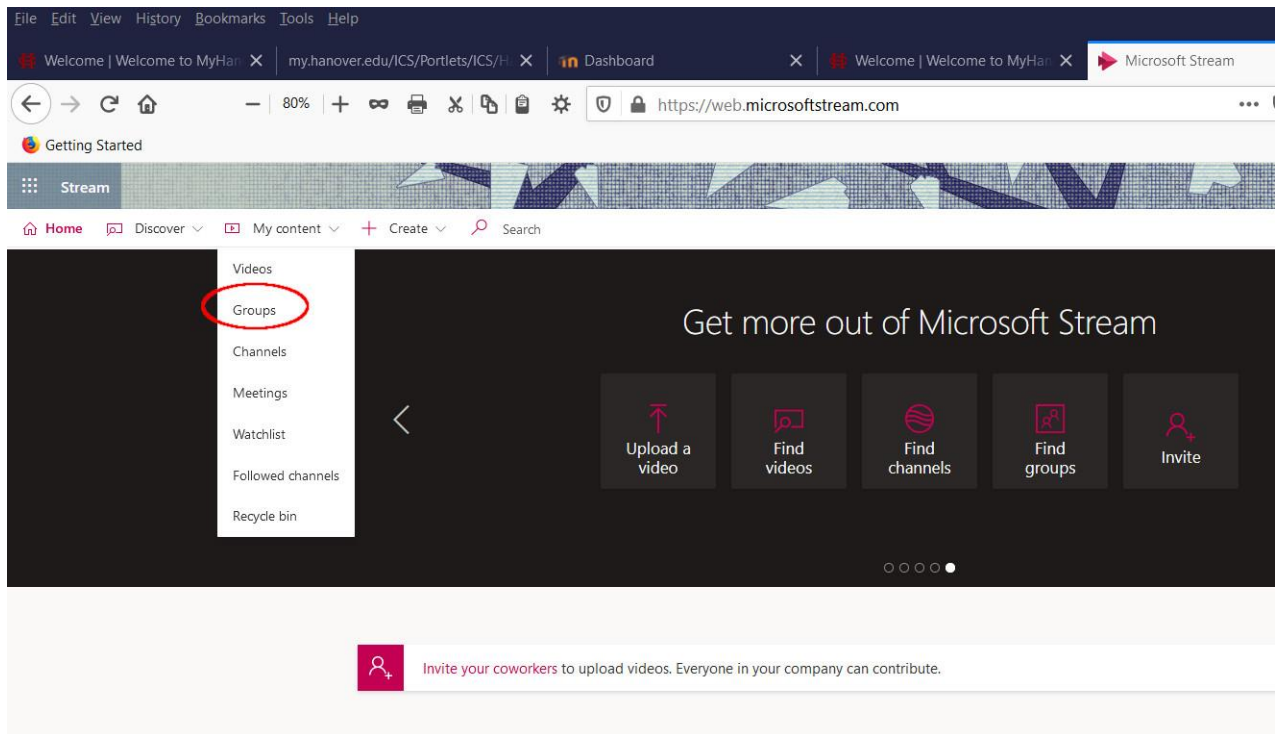 File Edit View History Bookmarks Tools Help
Welcome | Welcome to MyHan my.hanover.edu/ICS/Portlets/ICS/H Dashboard Welcome | Welcome to MyHan Microsoft Stream
80% https://web.microsoftstream.com
Getting Started
Stream
Home Discover My content Create Search
Videos
Groups
Channels
Meetings
Watchlist
Followed channels
Recycle bin
Get more out of Microsoft Stream
Upload a video
Find videos
Find channels
Find groups
Invite
Invite your coworkers to upload videos. Everyone in your company can contribute.